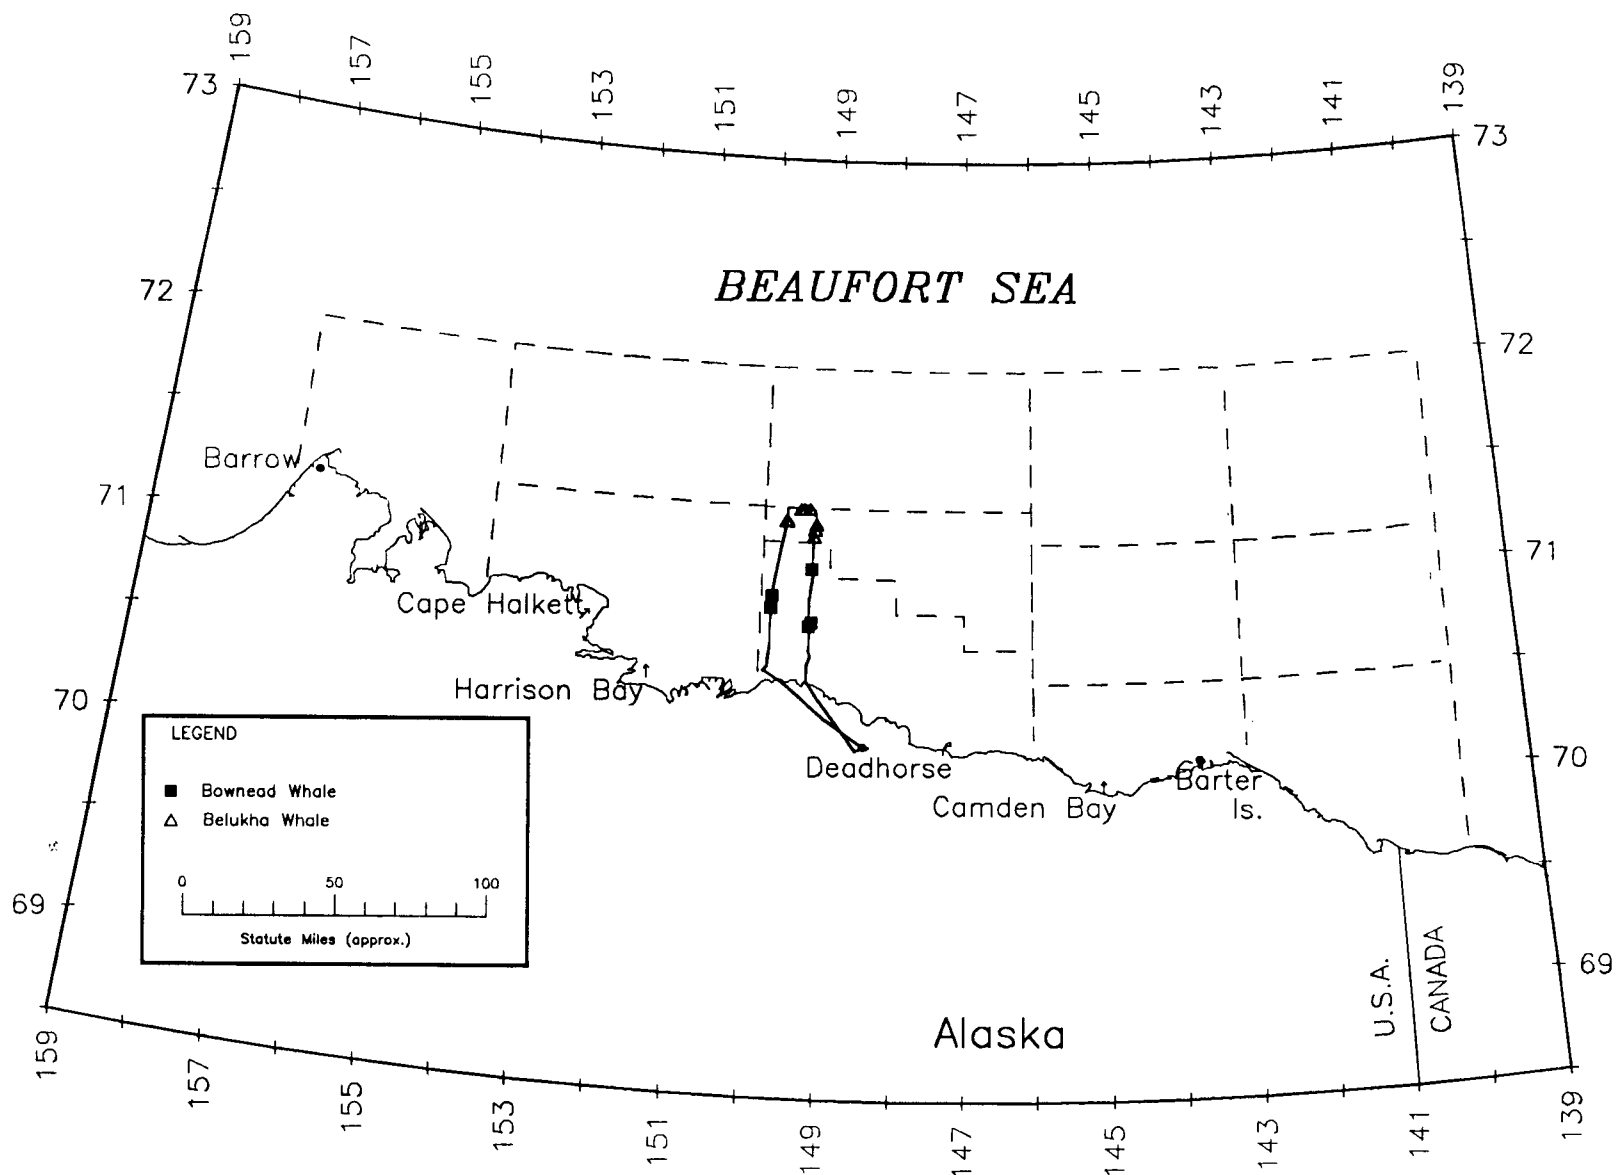 159
157
155
153
151
149
147
145
143
141
139
73
73
72
72
BEAUFORT SEA
Barrow
71
71
Cape Halkett
Harrison Bay
70
70
Deadhorse
Camden Bay
Barter
Is.
LEGEND
Bownead Whale
Belukha Whale
0 50 100
Statute Miles (approx.)
69
69
U.S.A.
CANADA
Alaska
159
157
155
153
151
149
147
145
143
141
139